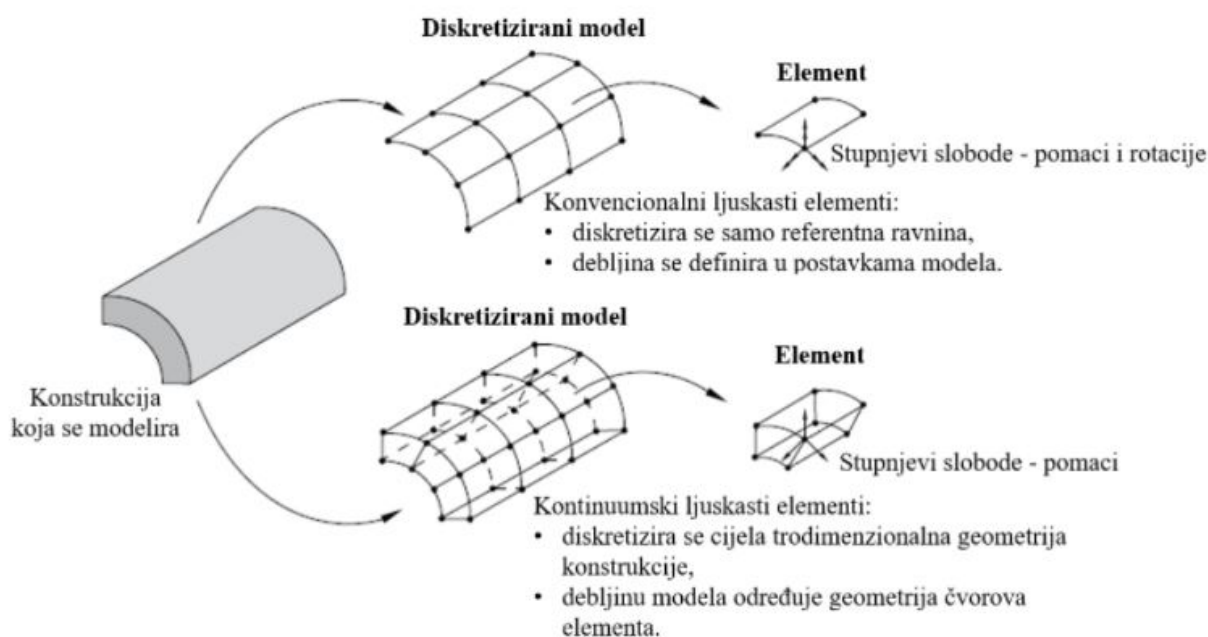 Diskretizirani model
Element
Stupnjevi slobode - pomaci i rotacije
Konvencionalni ljuskasti elementi:
• diskretizira se samo referentna ravnina,
• debljina se definira u postavkama modela.
Konstrukcija
koja se modelira
Diskretizirani model
Element
Stupnjevi slobode - pomaci
Kontinuumski ljuskasti elementi:
• diskretizira se cijela trodimenzionalna geometrija
konstrukcije,
• debljinu modela određuje geometrija čvorova
elementa.